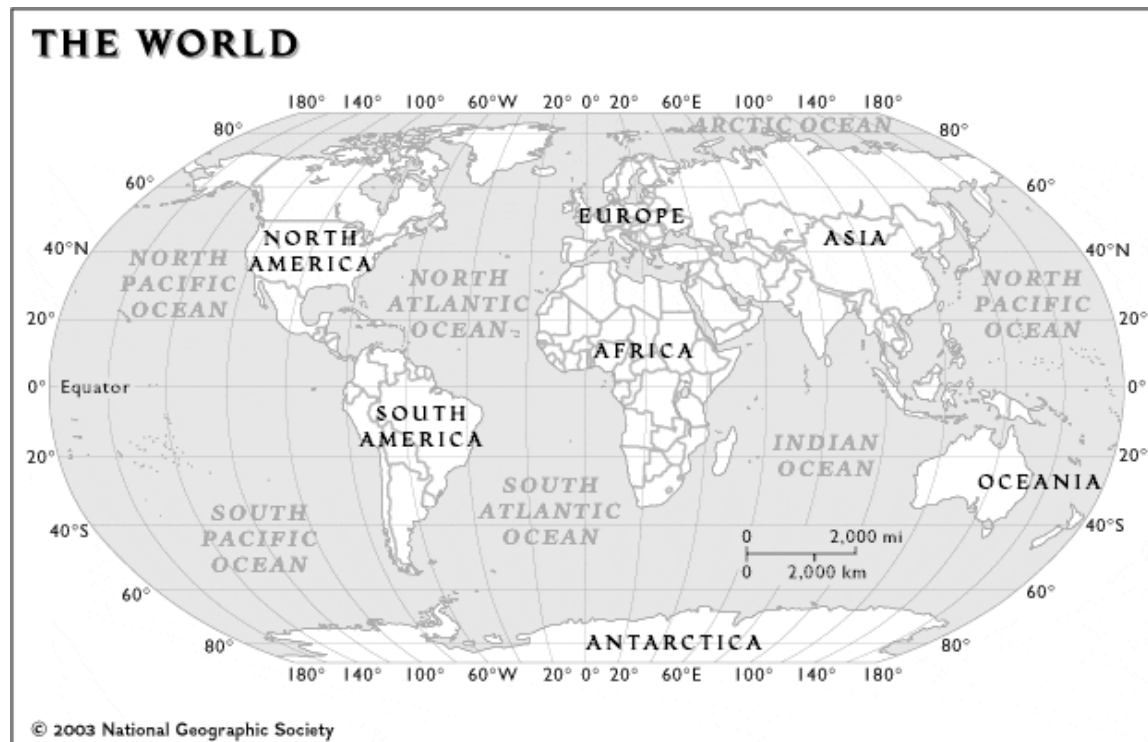 THE WORLD
180° 140° 100° 60°W 20° 0° 20° 60°E 100° 140° 180°
ARCTIC OCEAN
80° 80°
60° 60°
EUROPE
NORTH AMERICA
ASIA
40°N 40°N
NORTH PACIFIC OCEAN
NORTH ATLANTIC OCEAN
NORTH PACIFIC OCEAN
20° 20°
AFRICA
0° Equator 0°
SOUTH AMERICA
INDIAN OCEAN
20° 20°
OCEANIA
SOUTH PACIFIC OCEAN
SOUTH ATLANTIC OCEAN
40°S 40°S
0 2,000 mi
0 2,000 km
60° 60°
80° 80°
ANTARCTICA
180° 140° 100° 60°W 20° 0° 20° 60°E 100° 140° 180°
© 2003 National Geographic Society